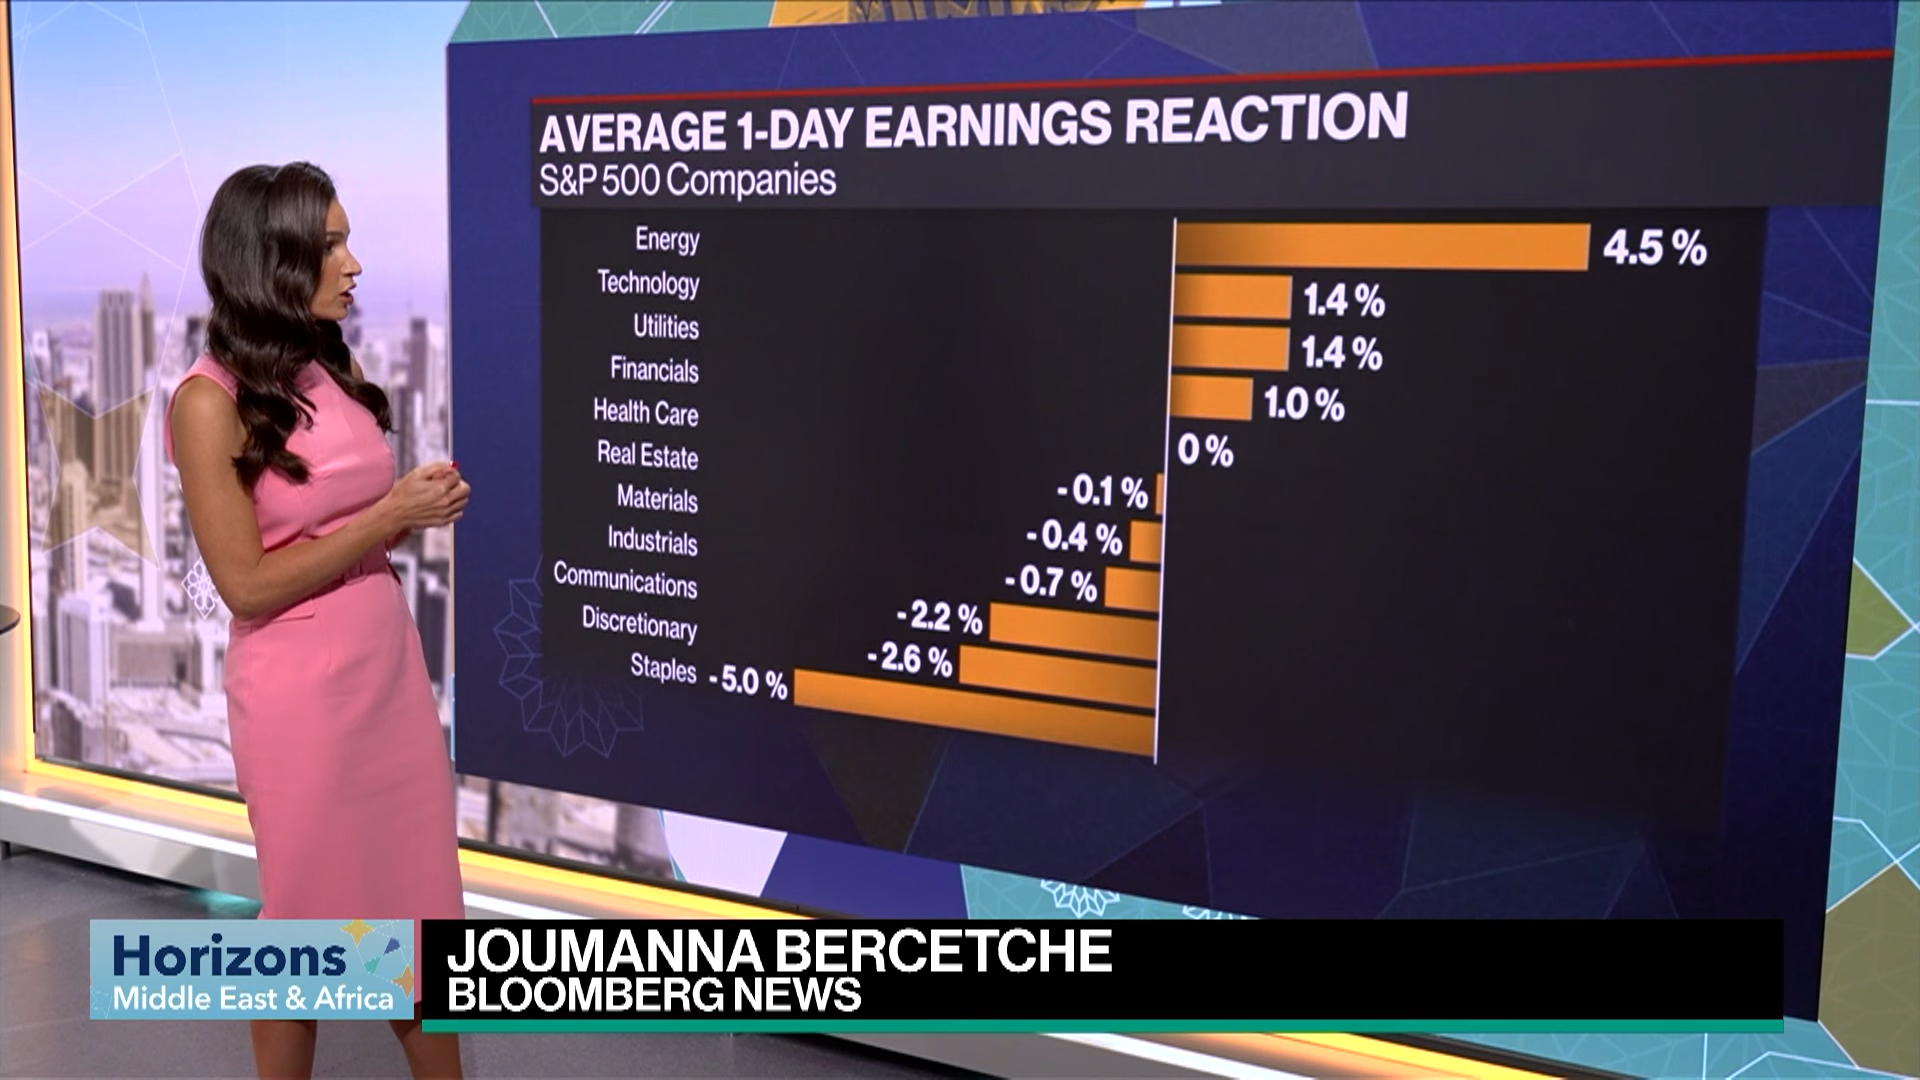 AVERAGE 1-DAY EARNINGS REACTION
S&P 500 Companies
Energy
4.5 %
Technology
1.4 %
Utilities
1.4 %
Financials
1.0 %
Health Care
0 %
Real Estate
-0.1 %
Materials
-0.4 %
Industrials
-0.7 %
Communications
-2.2 %
Discretionary
-2.6 %
Staples
-5.0 %
Horizons
Middle East & Africa
JOUMANNA BERCETCHE
BLOOMBERG NEWS